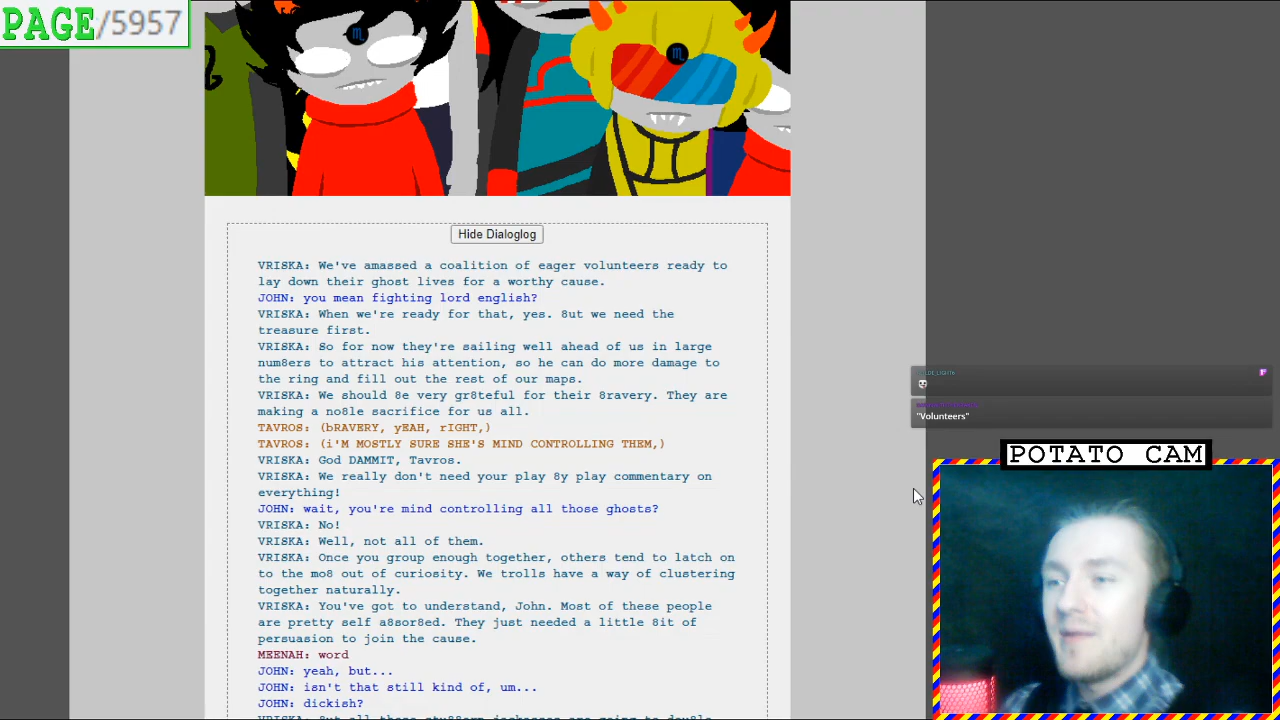 PAGE/5957
Hide Dialoglog
VRISKA: We've amassed a coalition of eager volunteers ready to
lay down their ghost lives for a worthy cause.
JOHN: you mean fighting lord english?
VRISKA: When we're ready for that, yes. 8ut we need the
treasure first.
VRISKA: So for now they're sailing well ahead of us in large
num8ers to attract his attention, so he can do more damage to
the ring and fill out the rest of our maps.
VRISKA: We should 8e very gr8teful for their 8ravery. They are
making a no8le sacrifice for us all.
TAVROS: (bRAVERY, yEAH, rIGHT,)
TAVROS: (i'M MOSTLY SURE SHE'S MIND CONTROLLING THEM,)
VRISKA: God DAMMIT, Tavros.
VRISKA: We really don't need your play 8y play commentary on
everything!
JOHN: wait, you're mind controlling all those ghosts?
VRISKA: No!
VRISKA: Well, not all of them.
VRISKA: Once you group enough together, others tend to latch on
to the mo8 out of curiosity. We trolls have a way of clustering
together naturally.
VRISKA: You've got to understand, John. Most of these people
are pretty self a8sor8ed. They just needed a little 8it of
persuasion to join the cause.
MEENAH: word
JOHN: yeah, but...
JOHN: isn't that still kind of, um...
JOHN: dickish?
"Volunteers"
POTATO CAM